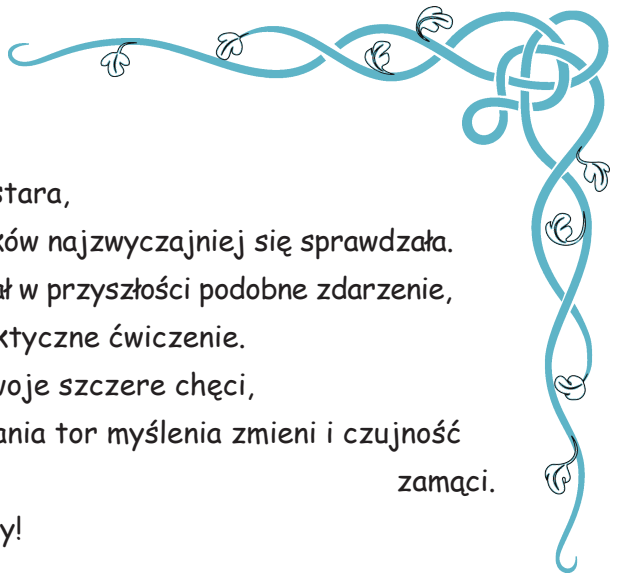 stara,
ków najzwyczajniej się sprawdzała.
ał w przyszłości podobne zdarzenie,
ktyczne ćwiczenie.
woje szczere chęci,
ania tor myślenia zmieni i czujność
zamąci.
y!